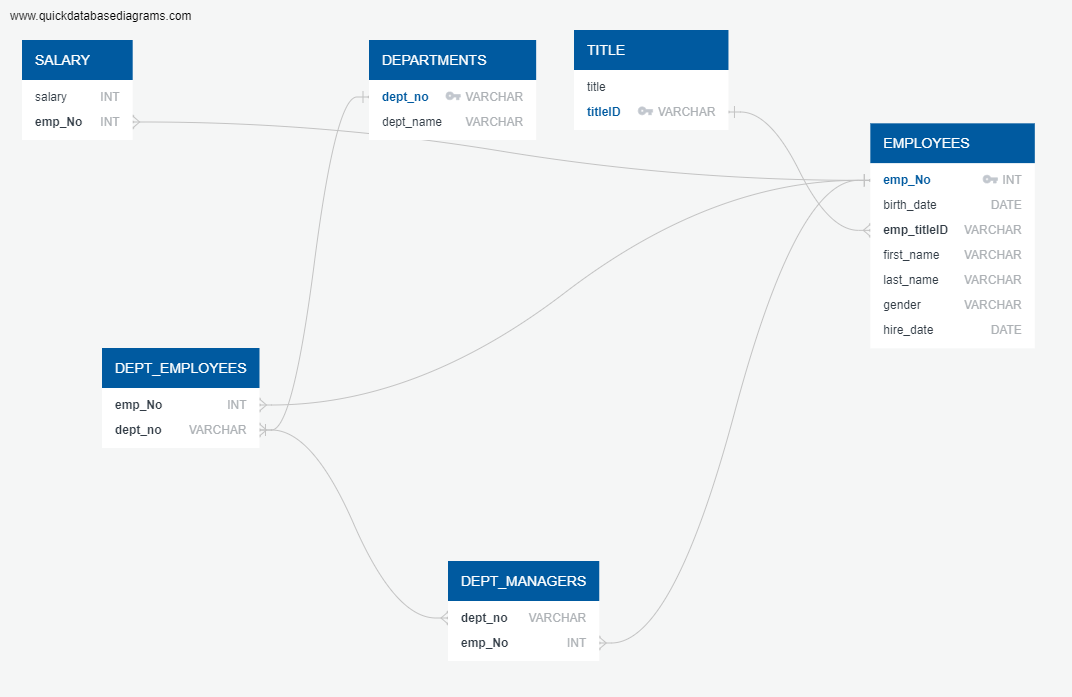 www.quickdatabasediagrams.com
SALARY
salary INT
emp_No INT
DEPARTMENTS
dept_no VARCHAR
dept_name VARCHAR
TITLE
title
titleID VARCHAR
EMPLOYEES
emp_No INT
birth_date DATE
emp_titleID VARCHAR
first_name VARCHAR
last_name VARCHAR
gender VARCHAR
hire_date DATE
DEPT_EMPLOYEES
emp_No INT
dept_no VARCHAR
DEPT_MANAGERS
dept_no VARCHAR
emp_No INT